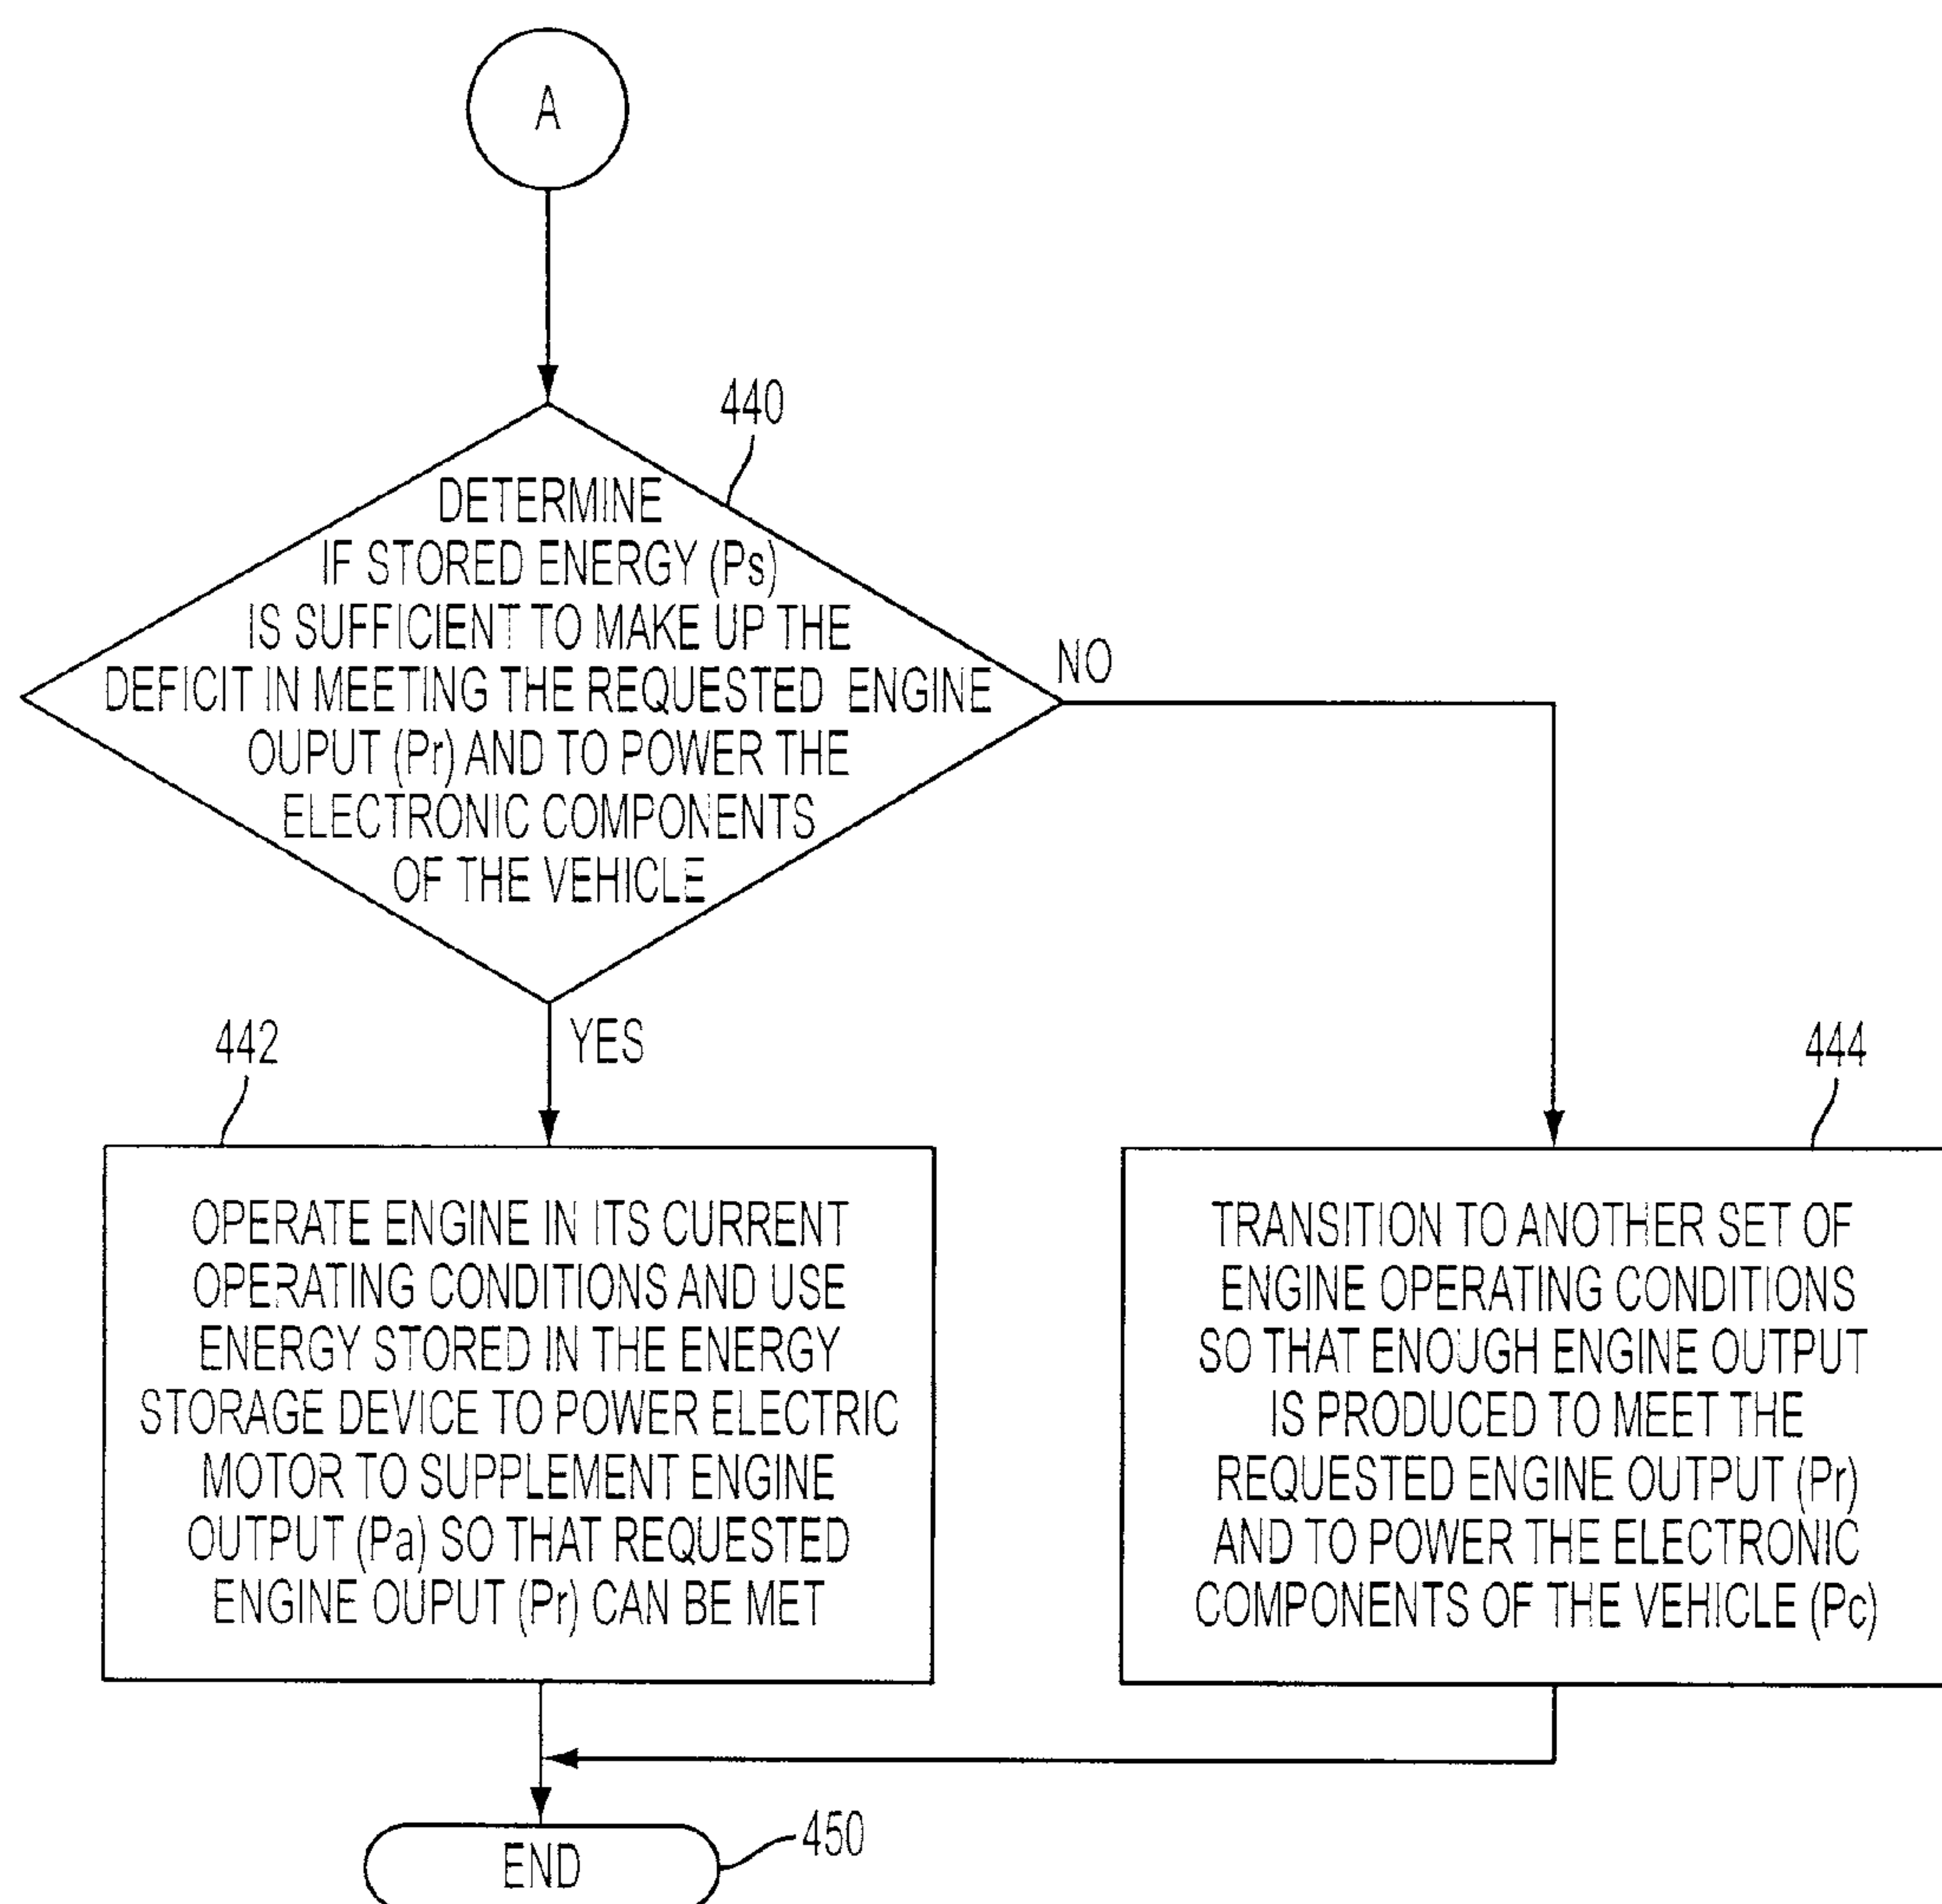 A
440
DETERMINE
IF STORED ENERGY (Ps)
IS SUFFICIENT TO MAKE UP THE
DEFICIT IN MEETING THE REQUESTED ENGINE
OUPUT (Pr) AND TO POWER THE
ELECTRONIC COMPONENTS
OF THE VEHICLE
NO
YES
442
OPERATE ENGINE IN ITS CURRENT
OPERATING CONDITIONS AND USE
ENERGY STORED IN THE ENERGY
STORAGE DEVICE TO POWER ELECTRIC
MOTOR TO SUPPLEMENT ENGINE
OUTPUT (Pa) SO THAT REQUESTED
ENGINE OUPUT (Pr) CAN BE MET
444
TRANSITION TO ANOTHER SET OF
ENGINE OPERATING CONDITIONS
SO THAT ENOUGH ENGINE OUTPUT
IS PRODUCED TO MEET THE
REQUESTED ENGINE OUTPUT (Pr)
AND TO POWER THE ELECTRONIC
COMPONENTS OF THE VEHICLE (Pc)
END
450